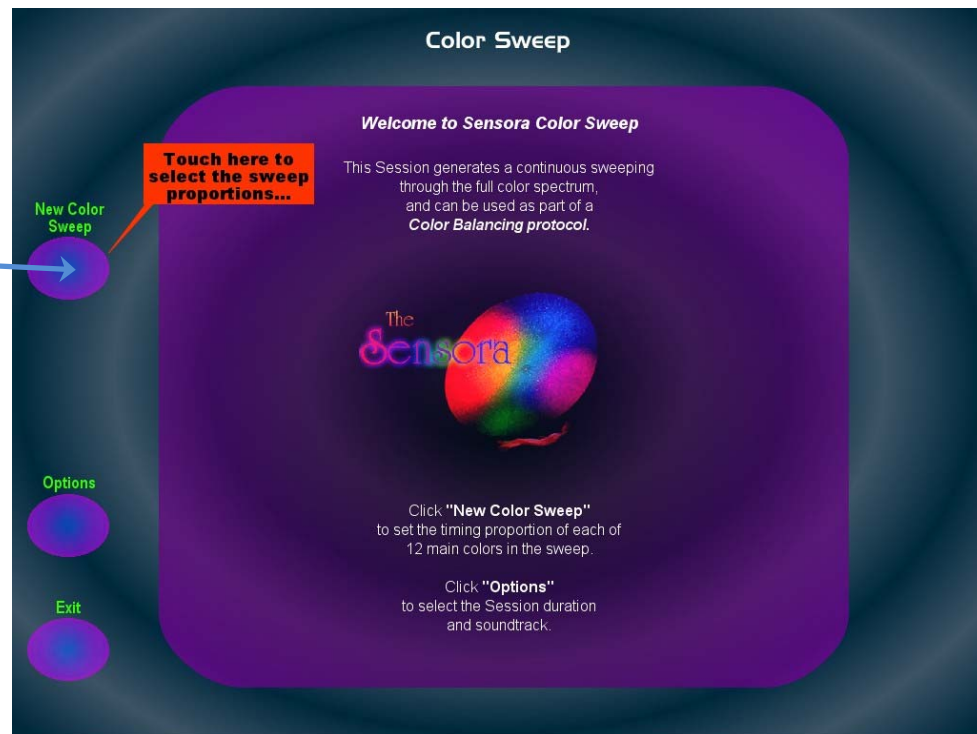 Color Sweep
Welcome to Sensora Color Sweep
Touch here to
select the sweep
proportions...
This Session generates a continuous sweeping
through the full color spectrum,
and can be used as part of a
Color Balancing protocol.
New Color
Sweep
The
Sensora
Options
Click "New Color Sweep"
to set the timing proportion of each of
12 main colors in the sweep.
Click "Options"
to select the Session duration
and soundtrack.
Exit